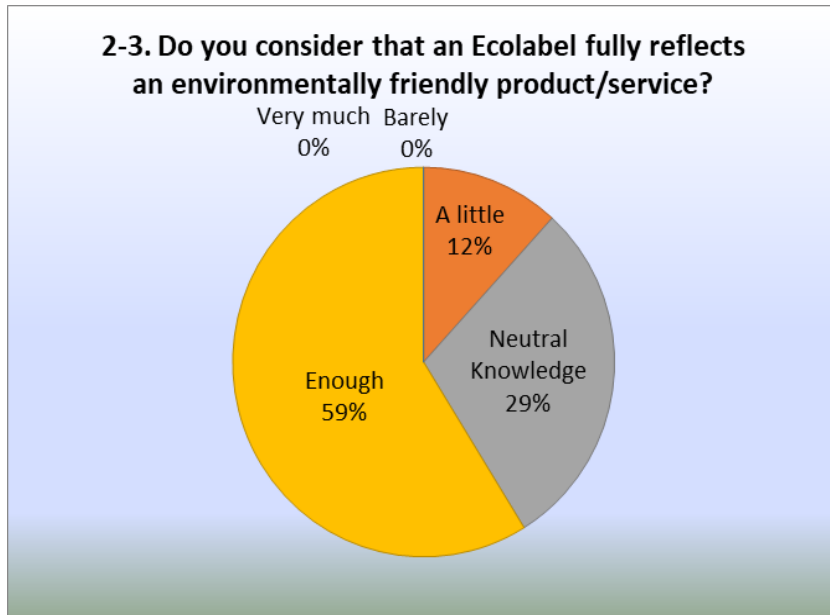 2-3. Do you consider that an Ecolabel fully reflects
an environmentally friendly product/service?
Very much
0%
Barely
0%
A little
12%
Neutral
Knowledge
29%
Enough
59%